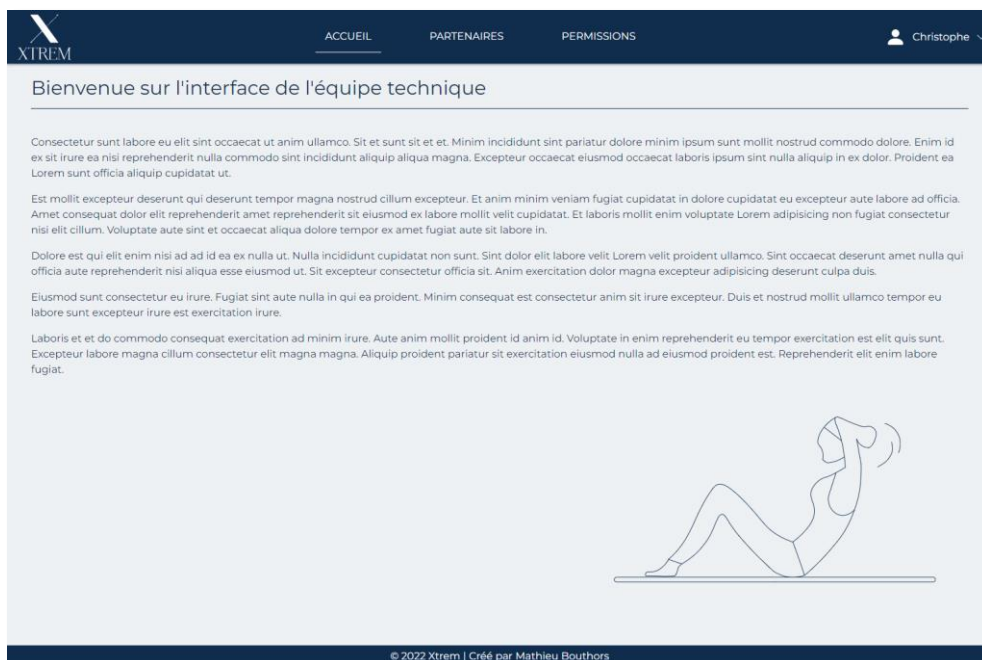 XTREM
ACCUEIL PARTENAIRES PERMISSIONS Christophe
Bienvenue sur l'interface de l'équipe technique
Consectetur sunt labore eu elit sint occaecat ut anim ullamco. Sit et sunt sit et et. Minim incididunt sint pariatur dolore minim ipsum sunt mollit nostrud commodo dolore. Enim id
ex sit irure ea nisi reprehenderit nulla commodo sint incididunt aliquip aliqua magna. Excepteur occaecat eiusmod occaecat laboris ipsum sint nulla aliquip in ex dolor. Proident ea
Lorem sunt officia aliquip cupidatat ut.
Est mollit excepteur deserunt qui deserunt tempor magna nostrud cillum excepteur. Et anim minim veniam fugiat cupidatat in dolore cupidatat eu excepteur aute labore ad officia.
Amet consequat dolor elit reprehenderit amet reprehenderit sit eiusmod ex labore mollit velit cupidatat. Et laboris mollit enim voluptate Lorem adipisicing non fugiat consectetur
nisi elit cillum. Voluptate aute sint et occaecat aliqua dolore tempor ex amet fugiat aute sit labore in.
Dolore est qui elit enim nisi ad ad id ea ex nulla ut. Nulla incididunt cupidatat non sunt. Sint dolor elit labore velit Lorem velit proident ullamco. Sint occaecat deserunt amet nulla qui
officia aute reprehenderit nisi aliqua esse eiusmod ut. Sit excepteur consectetur officia sit. Anim exercitation dolor magna excepteur adipisicing deserunt culpa duis.
Eiusmod sunt consectetur eu irure. Fugiat sint aute nulla in qui ea proident. Minim consequat est consectetur anim sit irure excepteur. Duis et nostrud mollit ullamco tempor eu
labore sunt excepteur irure est exercitation irure.
Laboris et et do commodo consequat exercitation ad minim irure. Aute anim mollit proident id anim id. Voluptate in enim reprehenderit eu tempor exercitation est elit quis sunt.
Excepteur labore magna cillum consectetur elit magna magna. Aliquip proident pariatur sit exercitation eiusmod nulla ad eiusmod proident est. Reprehenderit elit enim labore
fugiat.
© 2022 Xtrem | Créé par Mathieu Bouthors